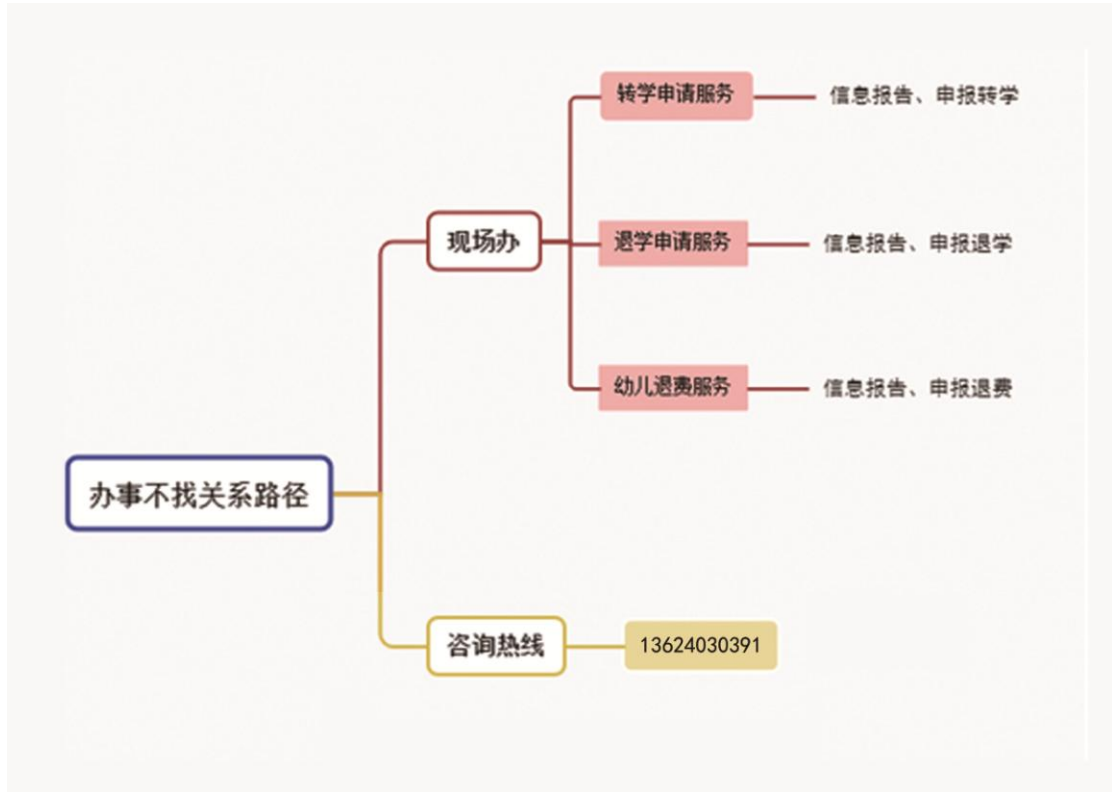 转学申请服务
信息报告、申报转学
现场办
退学申请服务
信息报告、申报退学
幼儿退费服务
信息报告、申报退费
办事不找关系路径
咨询热线
13624030391